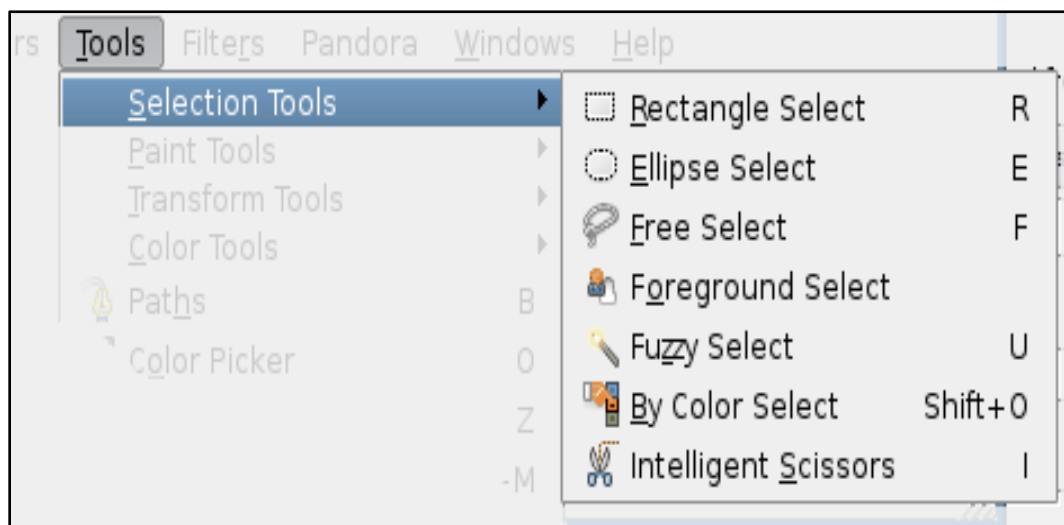 rs Tools Filters Pandora Windows Help
Selection Tools
Paint Tools
Transform Tools
Color Tools
Paths B
Color Picker O
Z
-M
Rectangle Select R
Ellipse Select E
Free Select F
Foreground Select
Fuzzy Select U
By Color Select Shift+O
Intelligent Scissors I